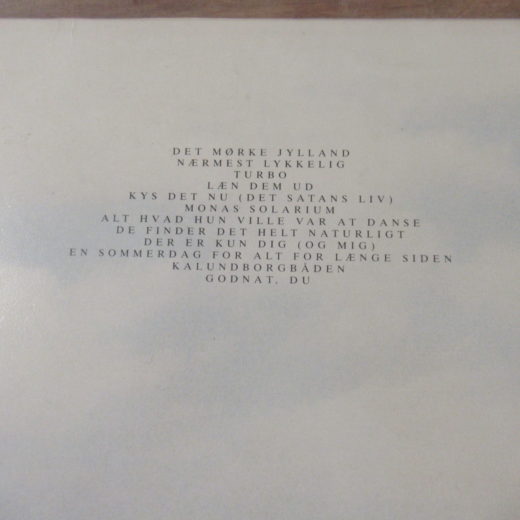 DET MØRKE JYLLAND
NÆRMEST LYKKELIG
TURBO
LÆN DEM UD
KYS DET NU (DET SATANS LIV)
MONAS SOLARIUM
ALT HVAD HUN VILLE VAR AT DANSE
DE FINDER DET HELT NATURLIGT
DER ER KUN DIG (OG MIG)
EN SOMMERDAG FOR ALT FOR LÆNGE SIDEN
KALUNDBORGBÅDEN
GODNAT, DU